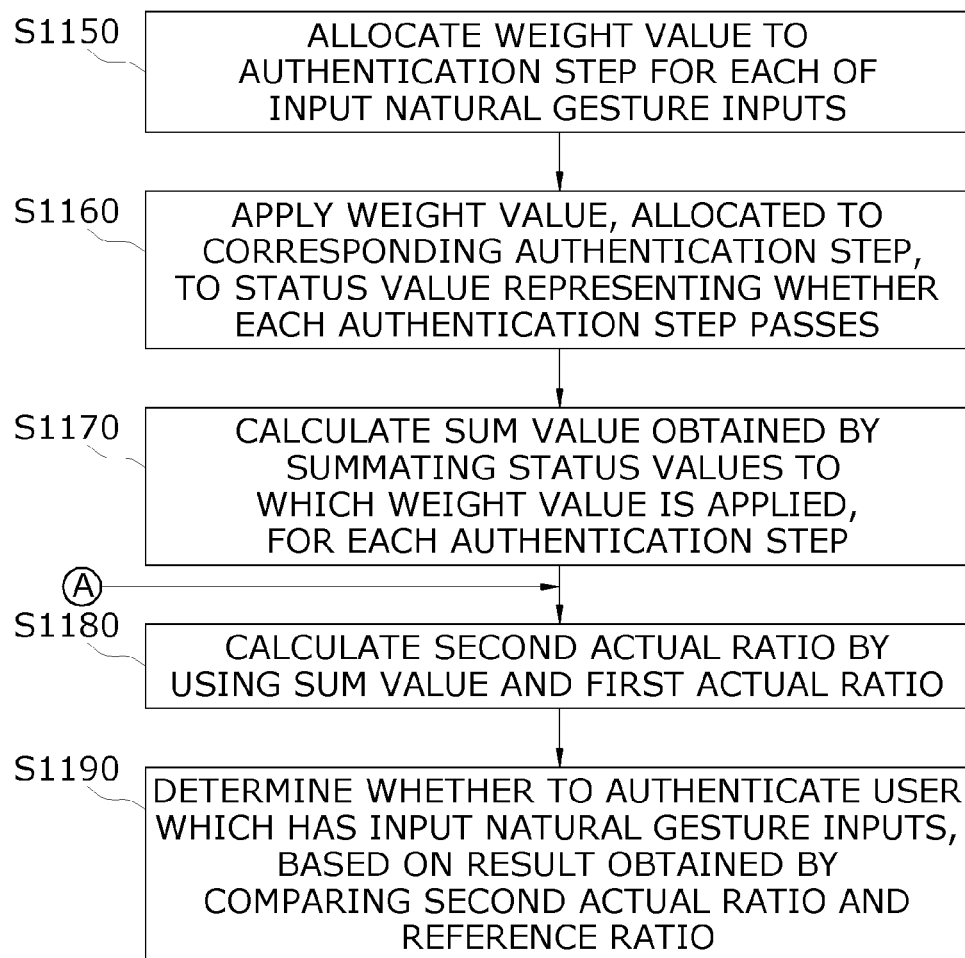 S1150
ALLOCATE WEIGHT VALUE TO
AUTHENTICATION STEP FOR EACH OF
INPUT NATURAL GESTURE INPUTS
S1160
APPLY WEIGHT VALUE, ALLOCATED TO
CORRESPONDING AUTHENTICATION STEP,
TO STATUS VALUE REPRESENTING WHETHER
EACH AUTHENTICATION STEP PASSES
S1170
CALCULATE SUM VALUE OBTAINED BY
SUMMATING STATUS VALUES TO
WHICH WEIGHT VALUE IS APPLIED,
FOR EACH AUTHENTICATION STEP
A
S1180
CALCULATE SECOND ACTUAL RATIO BY
USING SUM VALUE AND FIRST ACTUAL RATIO
S1190
DETERMINE WHETHER TO AUTHENTICATE USER
WHICH HAS INPUT NATURAL GESTURE INPUTS,
BASED ON RESULT OBTAINED BY
COMPARING SECOND ACTUAL RATIO AND
REFERENCE RATIO